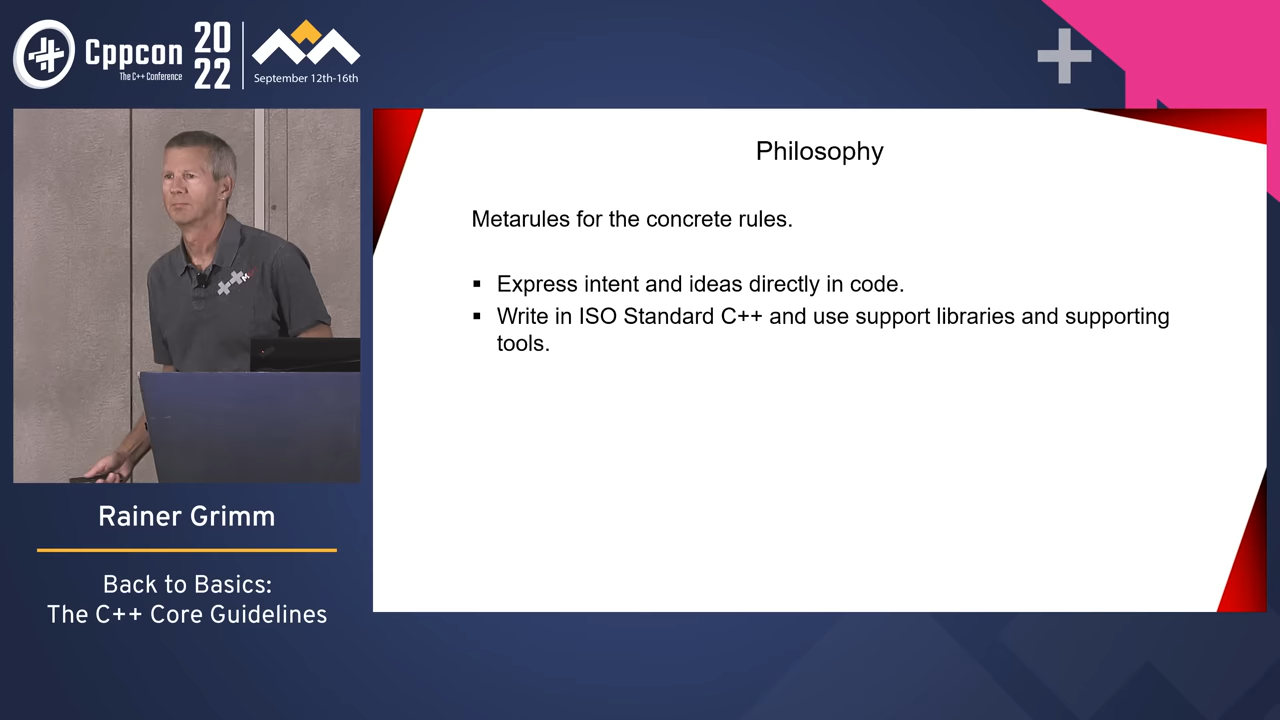 Cppcon
The C++ Conference
20
22
September 12th-16th
Philosophy
Metarules for the concrete rules.
Express intent and ideas directly in code.
Write in ISO Standard C++ and use support libraries and supporting
tools.
Rainer Grimm
Back to Basics:
The C++ Core Guidelines